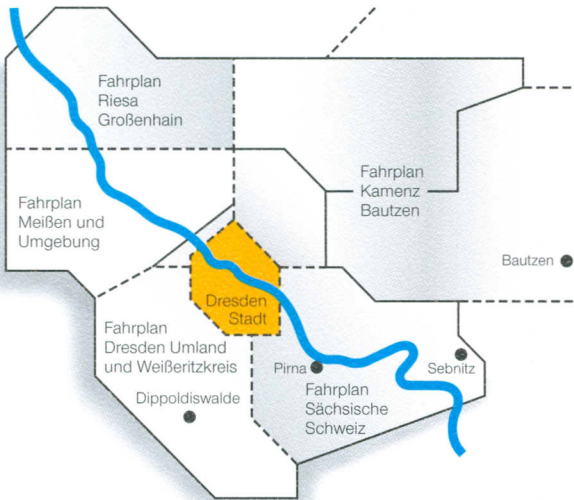 Fahrplan
Riesa
Großenhain
Fahrplan
Kamenz
Bautzen
Fahrplan
Meißen und
Umgebung
Bautzen
Dresden
Stadt
Fahrplan
Dresden Umland
und Weißeritzkreis
Pirna
Sebnitz
Dippoldiswalde
Fahrplan
Sächsische
Schweiz